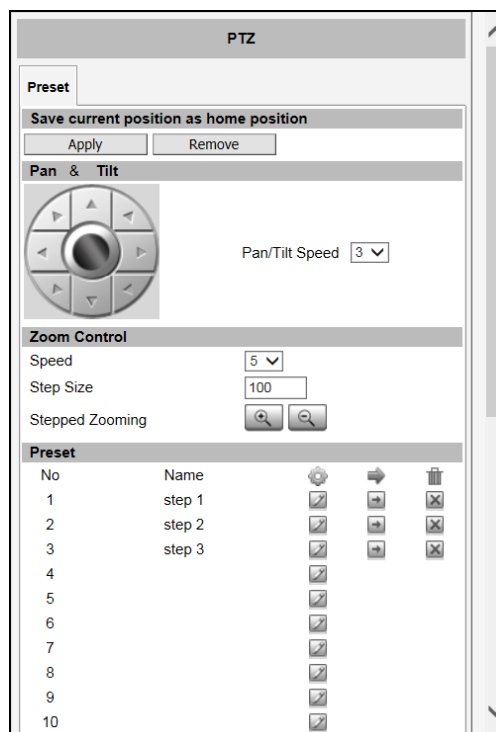 PTZ
Preset
Save current position as home position
Apply Remove
Pan & Tilt
Pan/Tilt Speed 3
Zoom Control
Speed 5
Step Size 100
Stepped Zooming
Preset
No Name
1 step 1
2 step 2
3 step 3
4
5
6
7
8
9
10